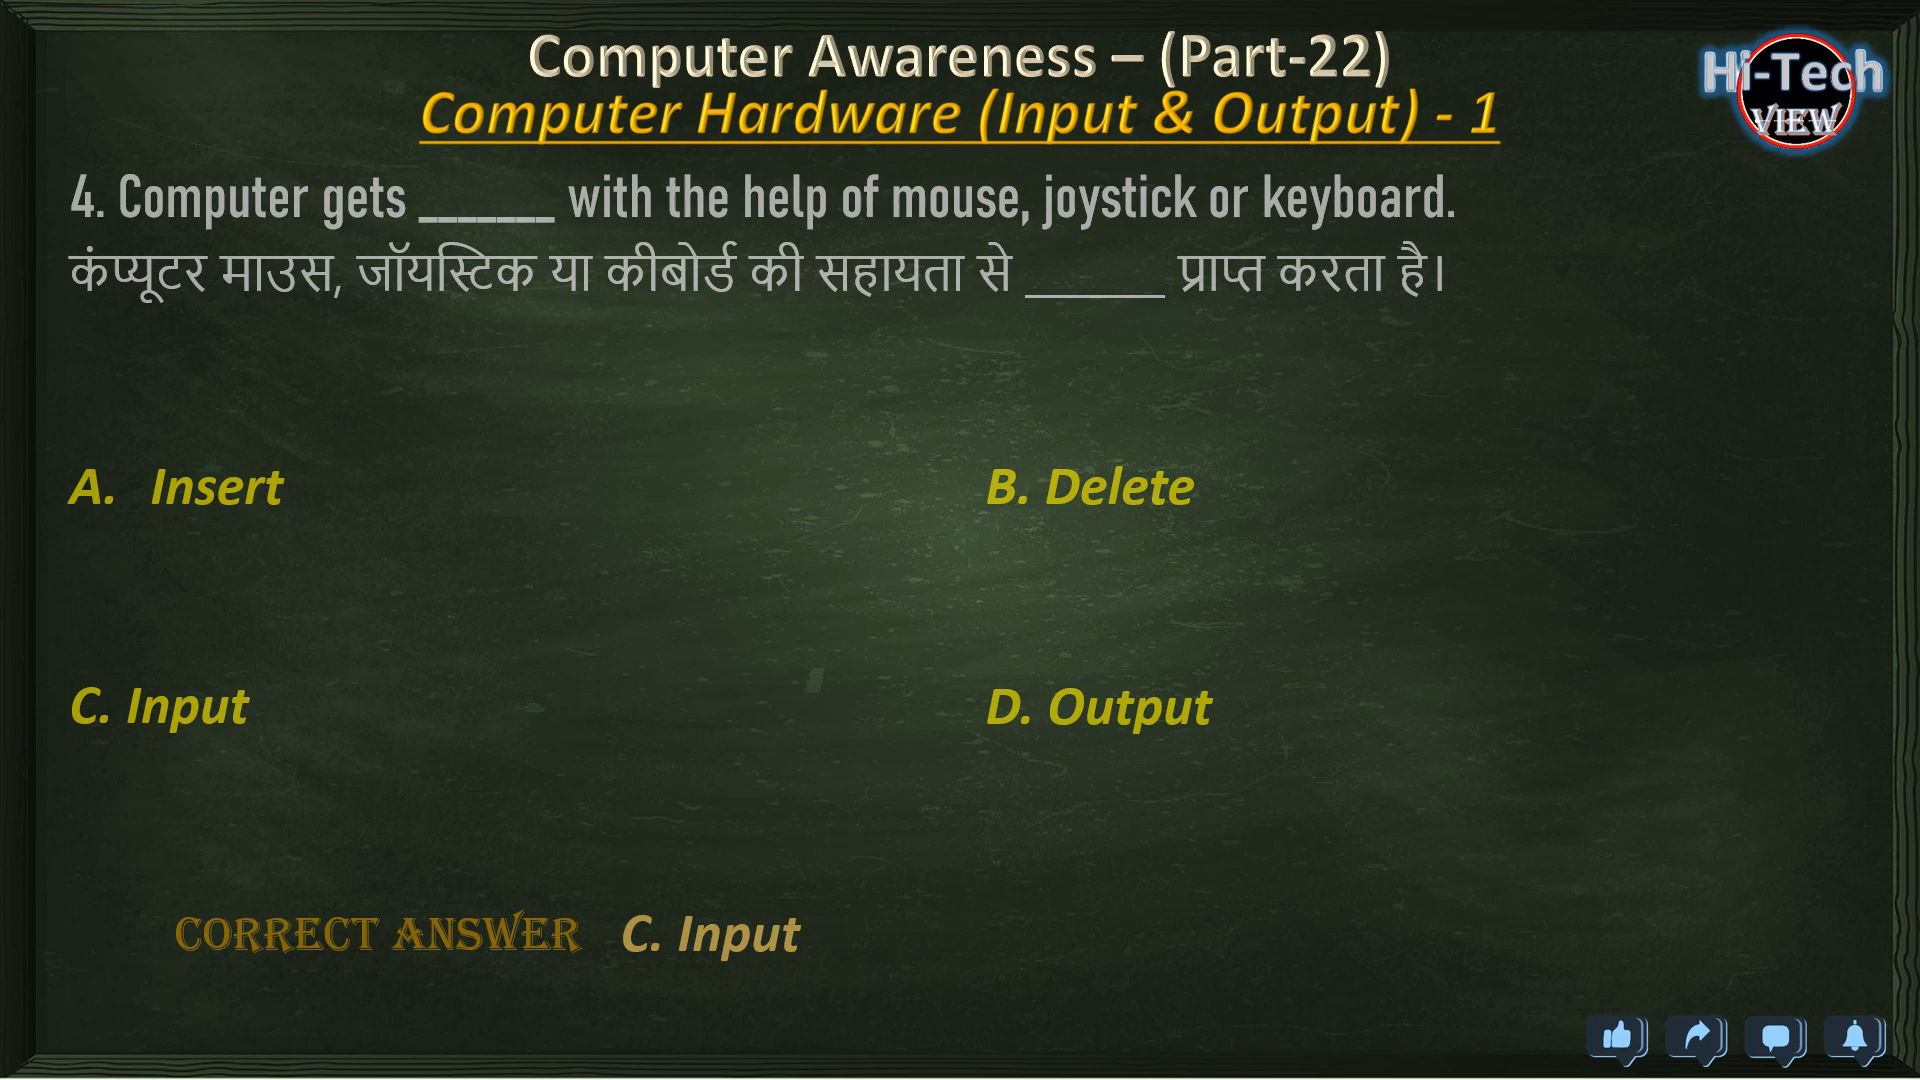 Computer Awareness – (Part-22)
Computer Hardware (Input & Output) - 1
Hi-Tech
VIEW
4. Computer gets _______ with the help of mouse, joystick or keyboard.
कंप्यूटर माउस, जॉयस्टिक या कीबोर्ड की सहायता से ______ प्राप्त करता है।
A. Insert
B. Delete
C. Input
D. Output
CORRECT ANSWER C. Input